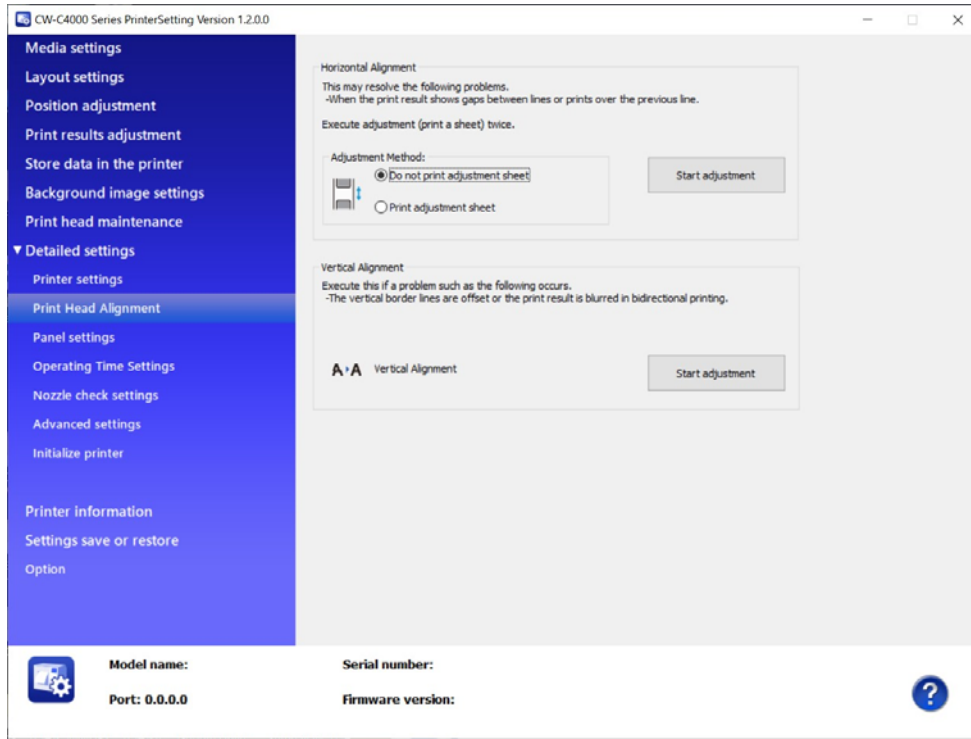 CW-C4000 Series PrinterSetting Version 1.2.0.0
Media settings
Layout settings
Position adjustment
Print results adjustment
Store data in the printer
Background image settings
Print head maintenance
Detailed settings
Printer settings
Print Head Alignment
Panel settings
Operating Time Settings
Nozzle check settings
Advanced settings
Initialize printer
Printer information
Settings save or restore
Option
Horizontal Alignment
This may resolve the following problems.
-When the print result shows gaps between lines or prints over the previous line.
Execute adjustment (print a sheet) twice.
Adjustment Method:
Do not print adjustment sheet
Print adjustment sheet
Start adjustment
Vertical Alignment
Execute this if a problem such as the following occurs.
-The vertical border lines are offset or the print result is blurred in bidirectional printing.
A A Vertical Alignment
Start adjustment
Model name:
Serial number:
Port: 0.0.0.0
Firmware version:
?